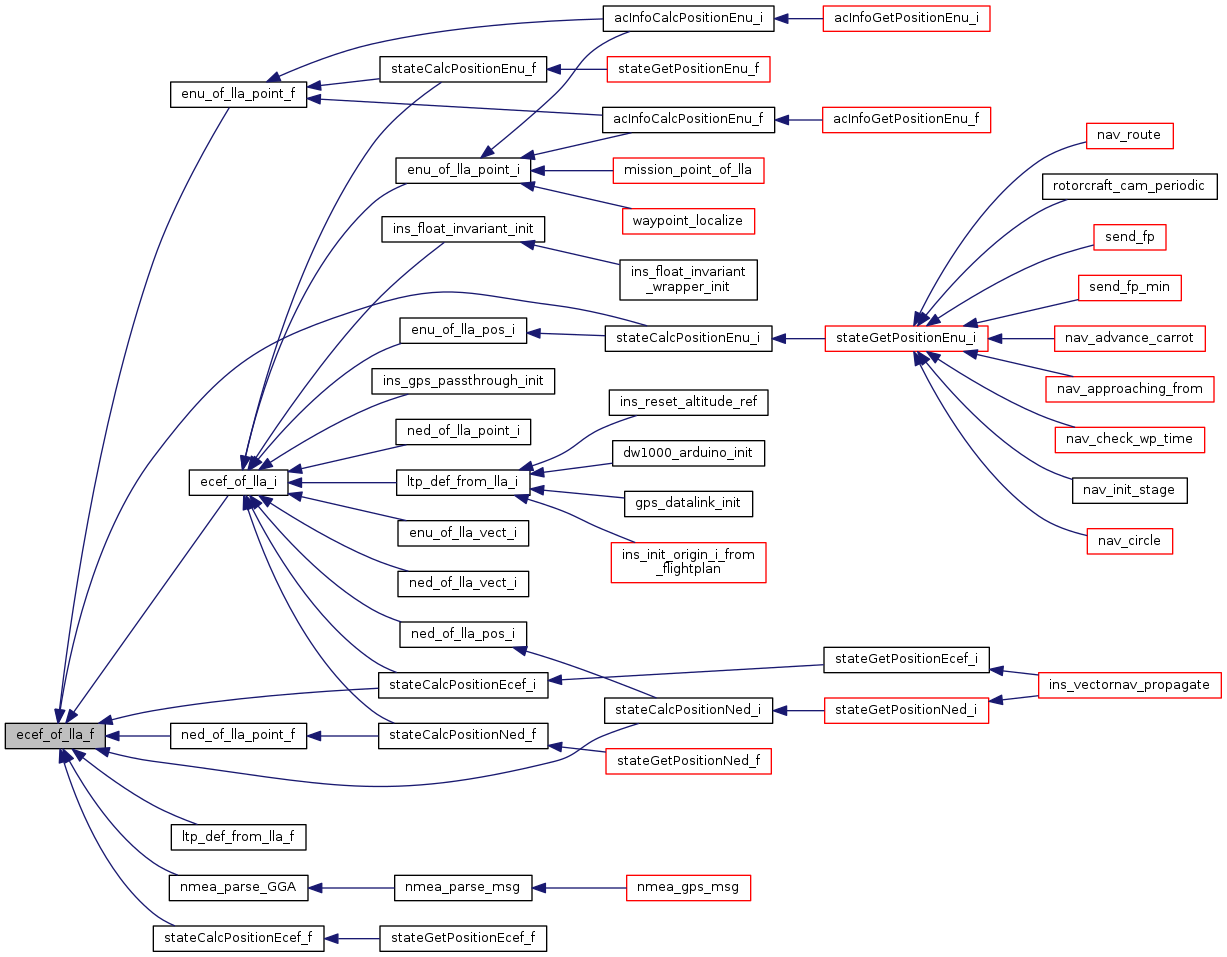 acInfoCalcPositionEnu_i
acInfoGetPositionEnu_i
stateCalcPositionEnu_f
stateGetPositionEnu_f
enu_of_lla_point_f
acInfoCalcPositionEnu_f
acInfoGetPositionEnu_f
nav_route
enu_of_lla_point_i
mission_point_of_lla
rotorcraft_cam_periodic
waypoint_localize
ins_float_invariant_init
send_fp
ins_float_invariant
_wrapper_init
send_fp_min
enu_of_lla_pos_i
stateCalcPositionEnu_i
stateGetPositionEnu_i
nav_advance_carrot
ins_gps_passthrough_init
nav_approaching_from
ins_reset_altitude_ref
ned_of_lla_point_i
nav_check_wp_time
dw1000_arduino_init
ecef_of_lla_i
ltp_def_from_lla_i
nav_init_stage
gps_datalink_init
enu_of_lla_vect_i
nav_circle
ins_init_origin_i_from
_flightplan
ned_of_lla_vect_i
ned_of_lla_pos_i
stateGetPositionEcef_i
stateCalcPositionEcef_i
ins_vectornav_propagate
stateCalcPositionNed_i
stateGetPositionNed_i
ecef_of_lla_f
ned_of_lla_point_f
stateCalcPositionNed_f
stateGetPositionNed_f
ltp_def_from_lla_f
nmea_parse_GGA
nmea_parse_msg
nmea_gps_msg
stateCalcPositionEcef_f
stateGetPositionEcef_f